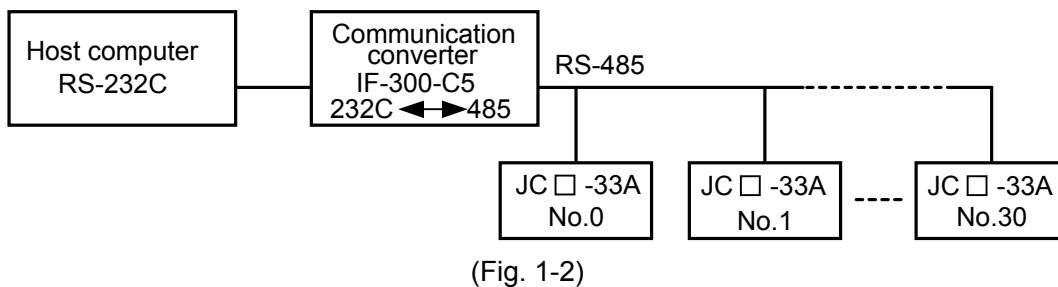 Host computer
RS-232C
Communication
converter
IF-300-C5
232C ◄─► 485
RS-485
JC □ -33A
No.0
JC □ -33A
No.1
JC □ -33A
No.30
(Fig. 1-2)